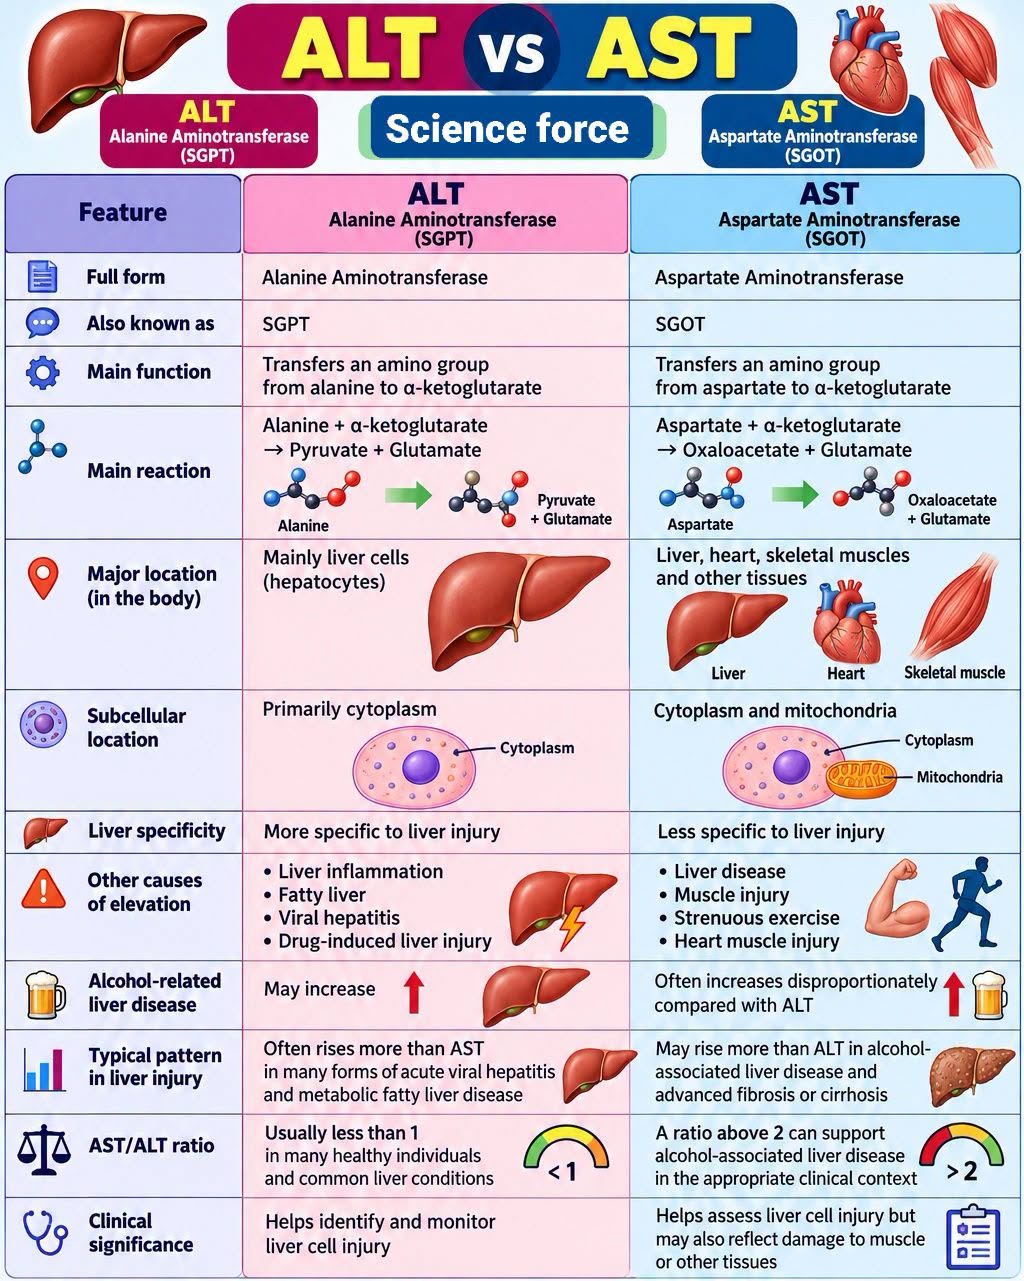 ALT VS AST
ALT
Alanine Aminotransferase
(SGPT)
Science force
AST
Aspartate Aminotransferase
(SGOT)
Feature
ALT
Alanine Aminotransferase
(SGPT)
AST
Aspartate Aminotransferase
(SGOT)
Full form
Alanine Aminotransferase
Aspartate Aminotransferase
Also known as
SGPT
SGOT
Main function
Transfers an amino group
from alanine to α-ketoglutarate
Transfers an amino group
from aspartate to α-ketoglutarate
Main reaction
Alanine + α-ketoglutarate
→ Pyruvate + Glutamate
Alanine
Pyruvate
+ Glutamate
Aspartate + α-ketoglutarate
→ Oxaloacetate + Glutamate
Aspartate
Oxaloacetate
+ Glutamate
Major location
(in the body)
Mainly liver cells
(hepatocytes)
Liver, heart, skeletal muscles
and other tissues
Liver
Heart
Skeletal muscle
Subcellular
location
Primarily cytoplasm
Cytoplasm
Cytoplasm and mitochondria
Cytoplasm
Mitochondria
Liver specificity
More specific to liver injury
Less specific to liver injury
Other causes
of elevation
• Liver inflammation
• Fatty liver
• Viral hepatitis
• Drug-induced liver injury
• Liver disease
• Muscle injury
• Strenuous exercise
• Heart muscle injury
Alcohol-related
liver disease
May increase
Often increases disproportionately
compared with ALT
Typical pattern
in liver injury
Often rises more than AST
in many forms of acute viral hepatitis
and metabolic fatty liver disease
May rise more than ALT in alcohol-
associated liver disease and
advanced fibrosis or cirrhosis
AST/ALT ratio
Usually less than 1
in many healthy individuals
and common liver conditions
< 1
A ratio above 2 can support
alcohol-associated liver disease
in the appropriate clinical context
> 2
Clinical
significance
Helps identify and monitor
liver cell injury
Helps assess liver cell injury but
may also reflect damage to muscle
or other tissues